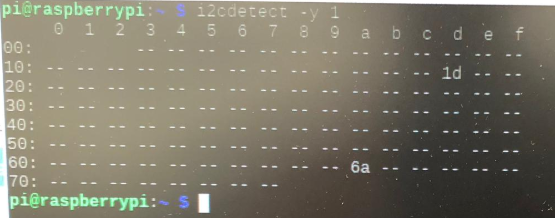 pi@raspberrypi:~ $ i2cdetect -y 1
     0  1  2  3  4  5  6  7  8  9  a  b  c  d  e  f
00:          -- -- -- -- -- -- -- -- -- -- -- -- --
10: -- -- -- -- -- -- -- -- -- -- -- -- -- 1d -- --
20: -- -- -- -- -- -- -- -- -- -- -- -- -- -- -- --
30: -- -- -- -- -- -- -- -- -- -- -- -- -- -- -- --
40: -- -- -- -- -- -- -- -- -- -- -- -- -- -- -- --
50: -- -- -- -- -- -- -- -- -- -- -- -- -- -- -- --
60: -- -- -- -- -- -- -- -- -- -- 6a -- -- -- -- --
70: -- -- -- -- -- -- -- --
pi@raspberrypi:~ $